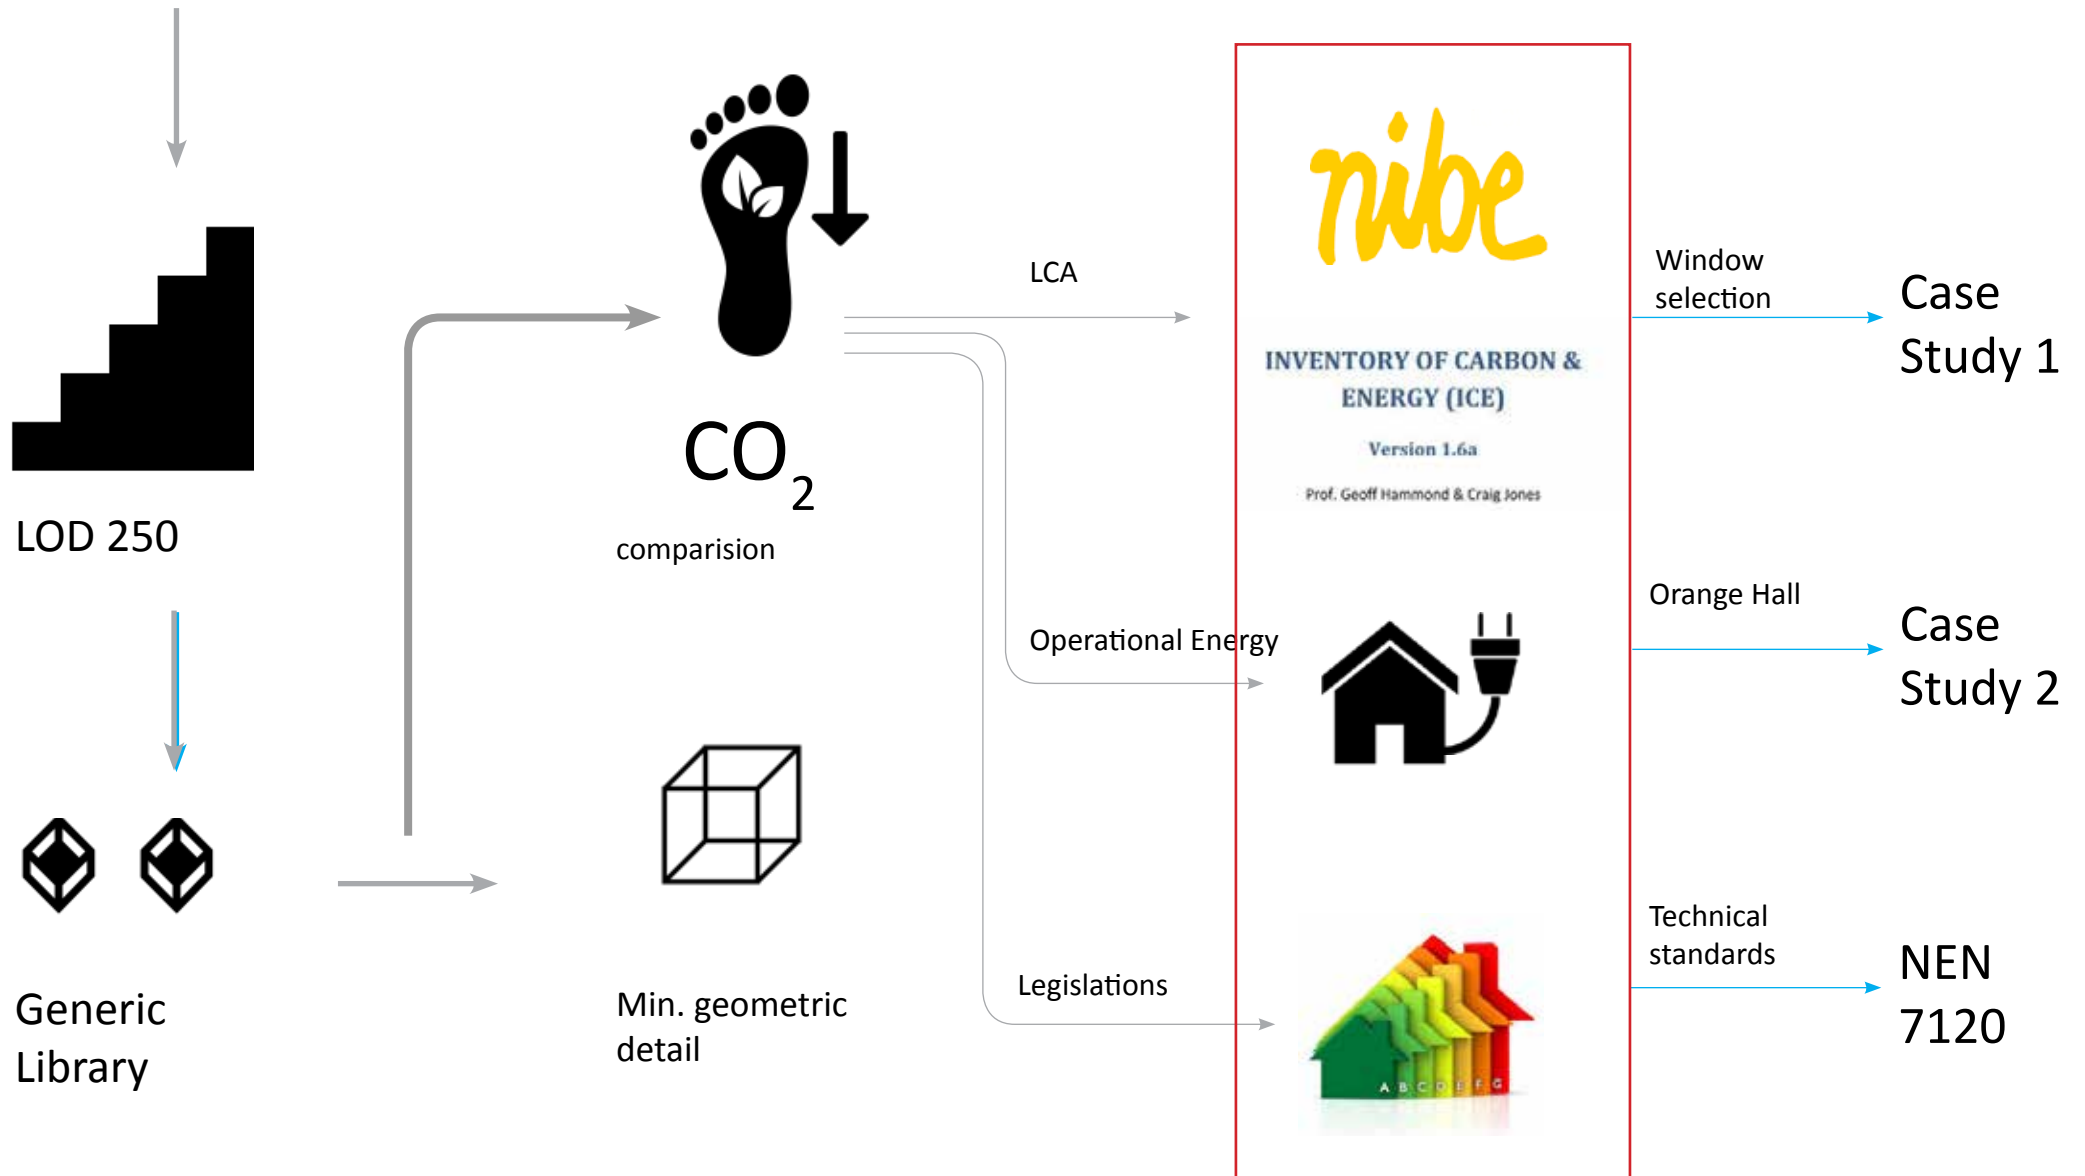 LOD 250
Generic
Library
CO2
comparision
Min. geometric
detail
LCA
Operational Energy
Legislations
nibe
INVENTORY OF CARBON &
ENERGY (ICE)
Version 1.6a
Prof. Geoff Hammond & Craig Jones
A B C D E F G
Window
selection
Case
Study 1
Orange Hall
Case
Study 2
Technical
standards
NEN
7120